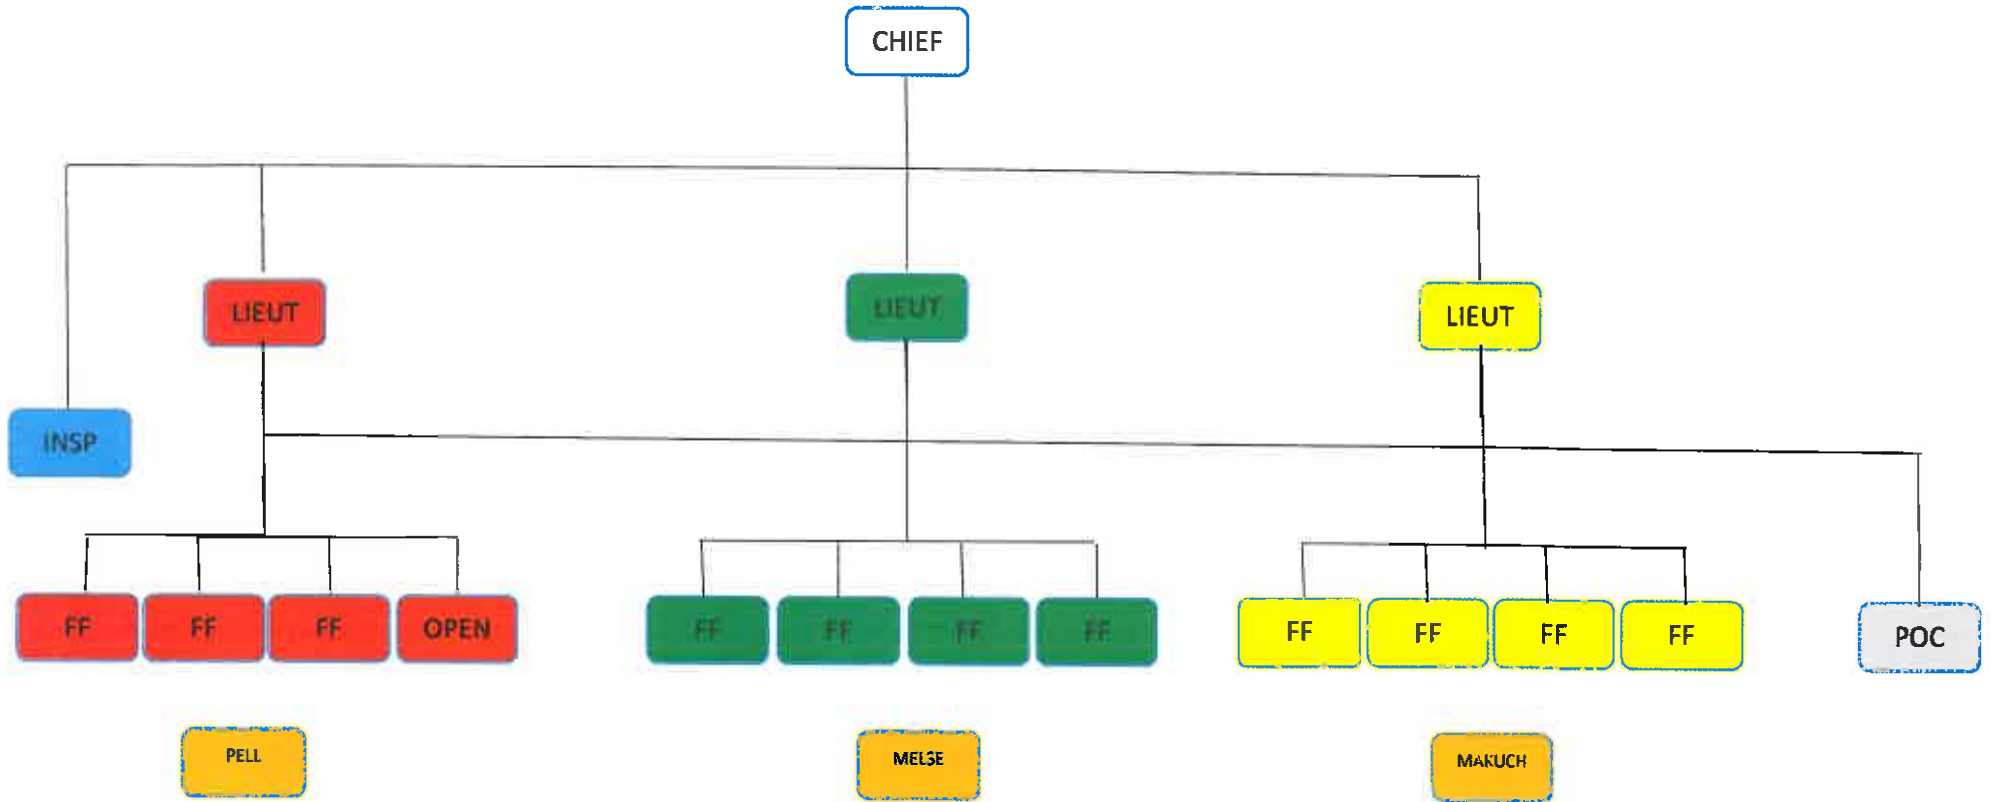 CHIEF
LIEUT
LIEUT
LIEUT
INSP
FF
FF
FF
OPEN
FF
FF
FF
FF
FF
FF
FF
FF
POC
PELL
MELSE
MAKUCH